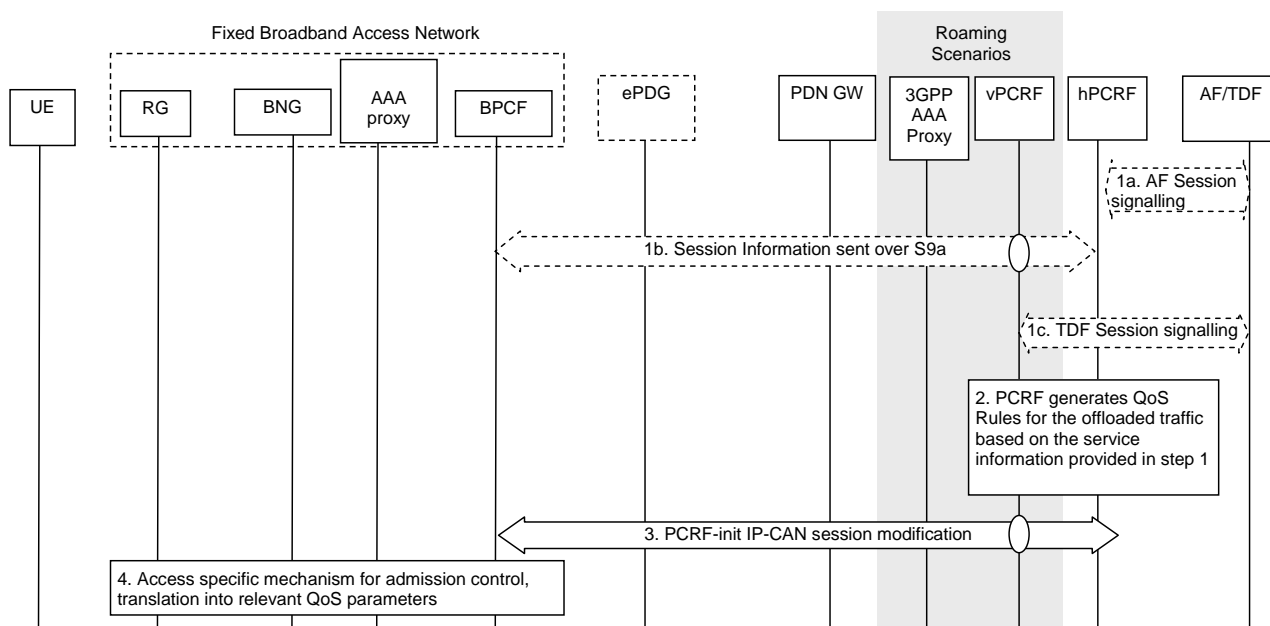 Fixed Broadband Access Network
Roaming
Scenarios
UE
RG
BNG
AAA
proxy
BPCF
ePDG
PDN GW
3GPP
AAA
Proxy
vPCRF
hPCRF
AF/TDF
1a. AF Session
signalling
1b. Session Information sent over S9a
1c. TDF Session signalling
2. PCRF generates QoS
Rules for the offloaded traffic
based on the service
information provided in step 1
3. PCRF-init IP-CAN session modification
4. Access specific mechanism for admission control,
translation into relevant QoS parameters